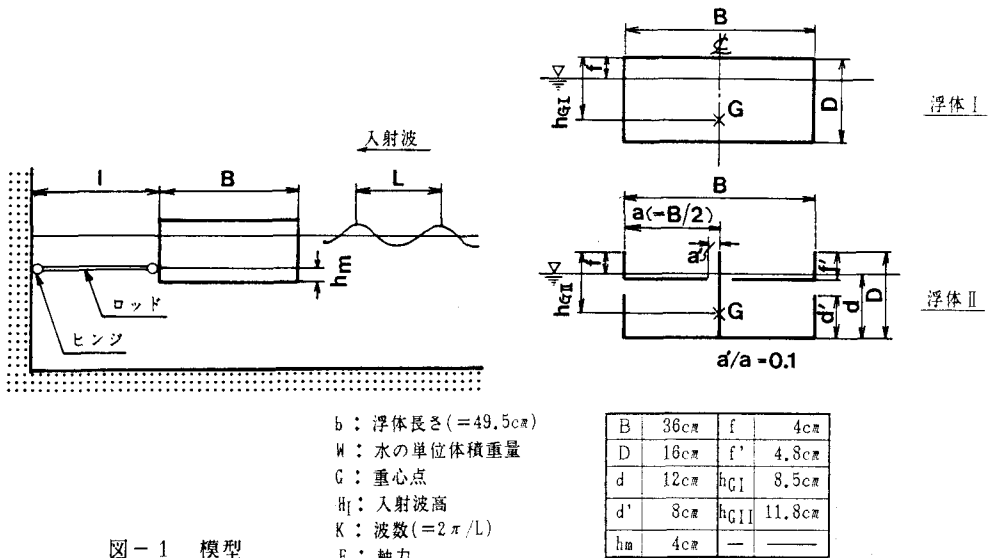 B
℄
f
hGI
G
D
浮体Ⅰ
入射波
l
B
L
hm
ロッド
ヒンジ
B
a(=B/2)
a'
f
f'
hGII
G
d'
d
D
浮体Ⅱ
a'/a=0.1
b：浮体長さ(=49.5cm)
W：水の単位体積重量
G：重心点
HI：入射波高
K：波数(=2π/L)
F：軸力
B 36cm f 4cm
D 16cm f' 4.8cm
d 12cm hGI 8.5cm
d' 8cm hGII 11.8cm
hm 4cm — ——
図－1 模型